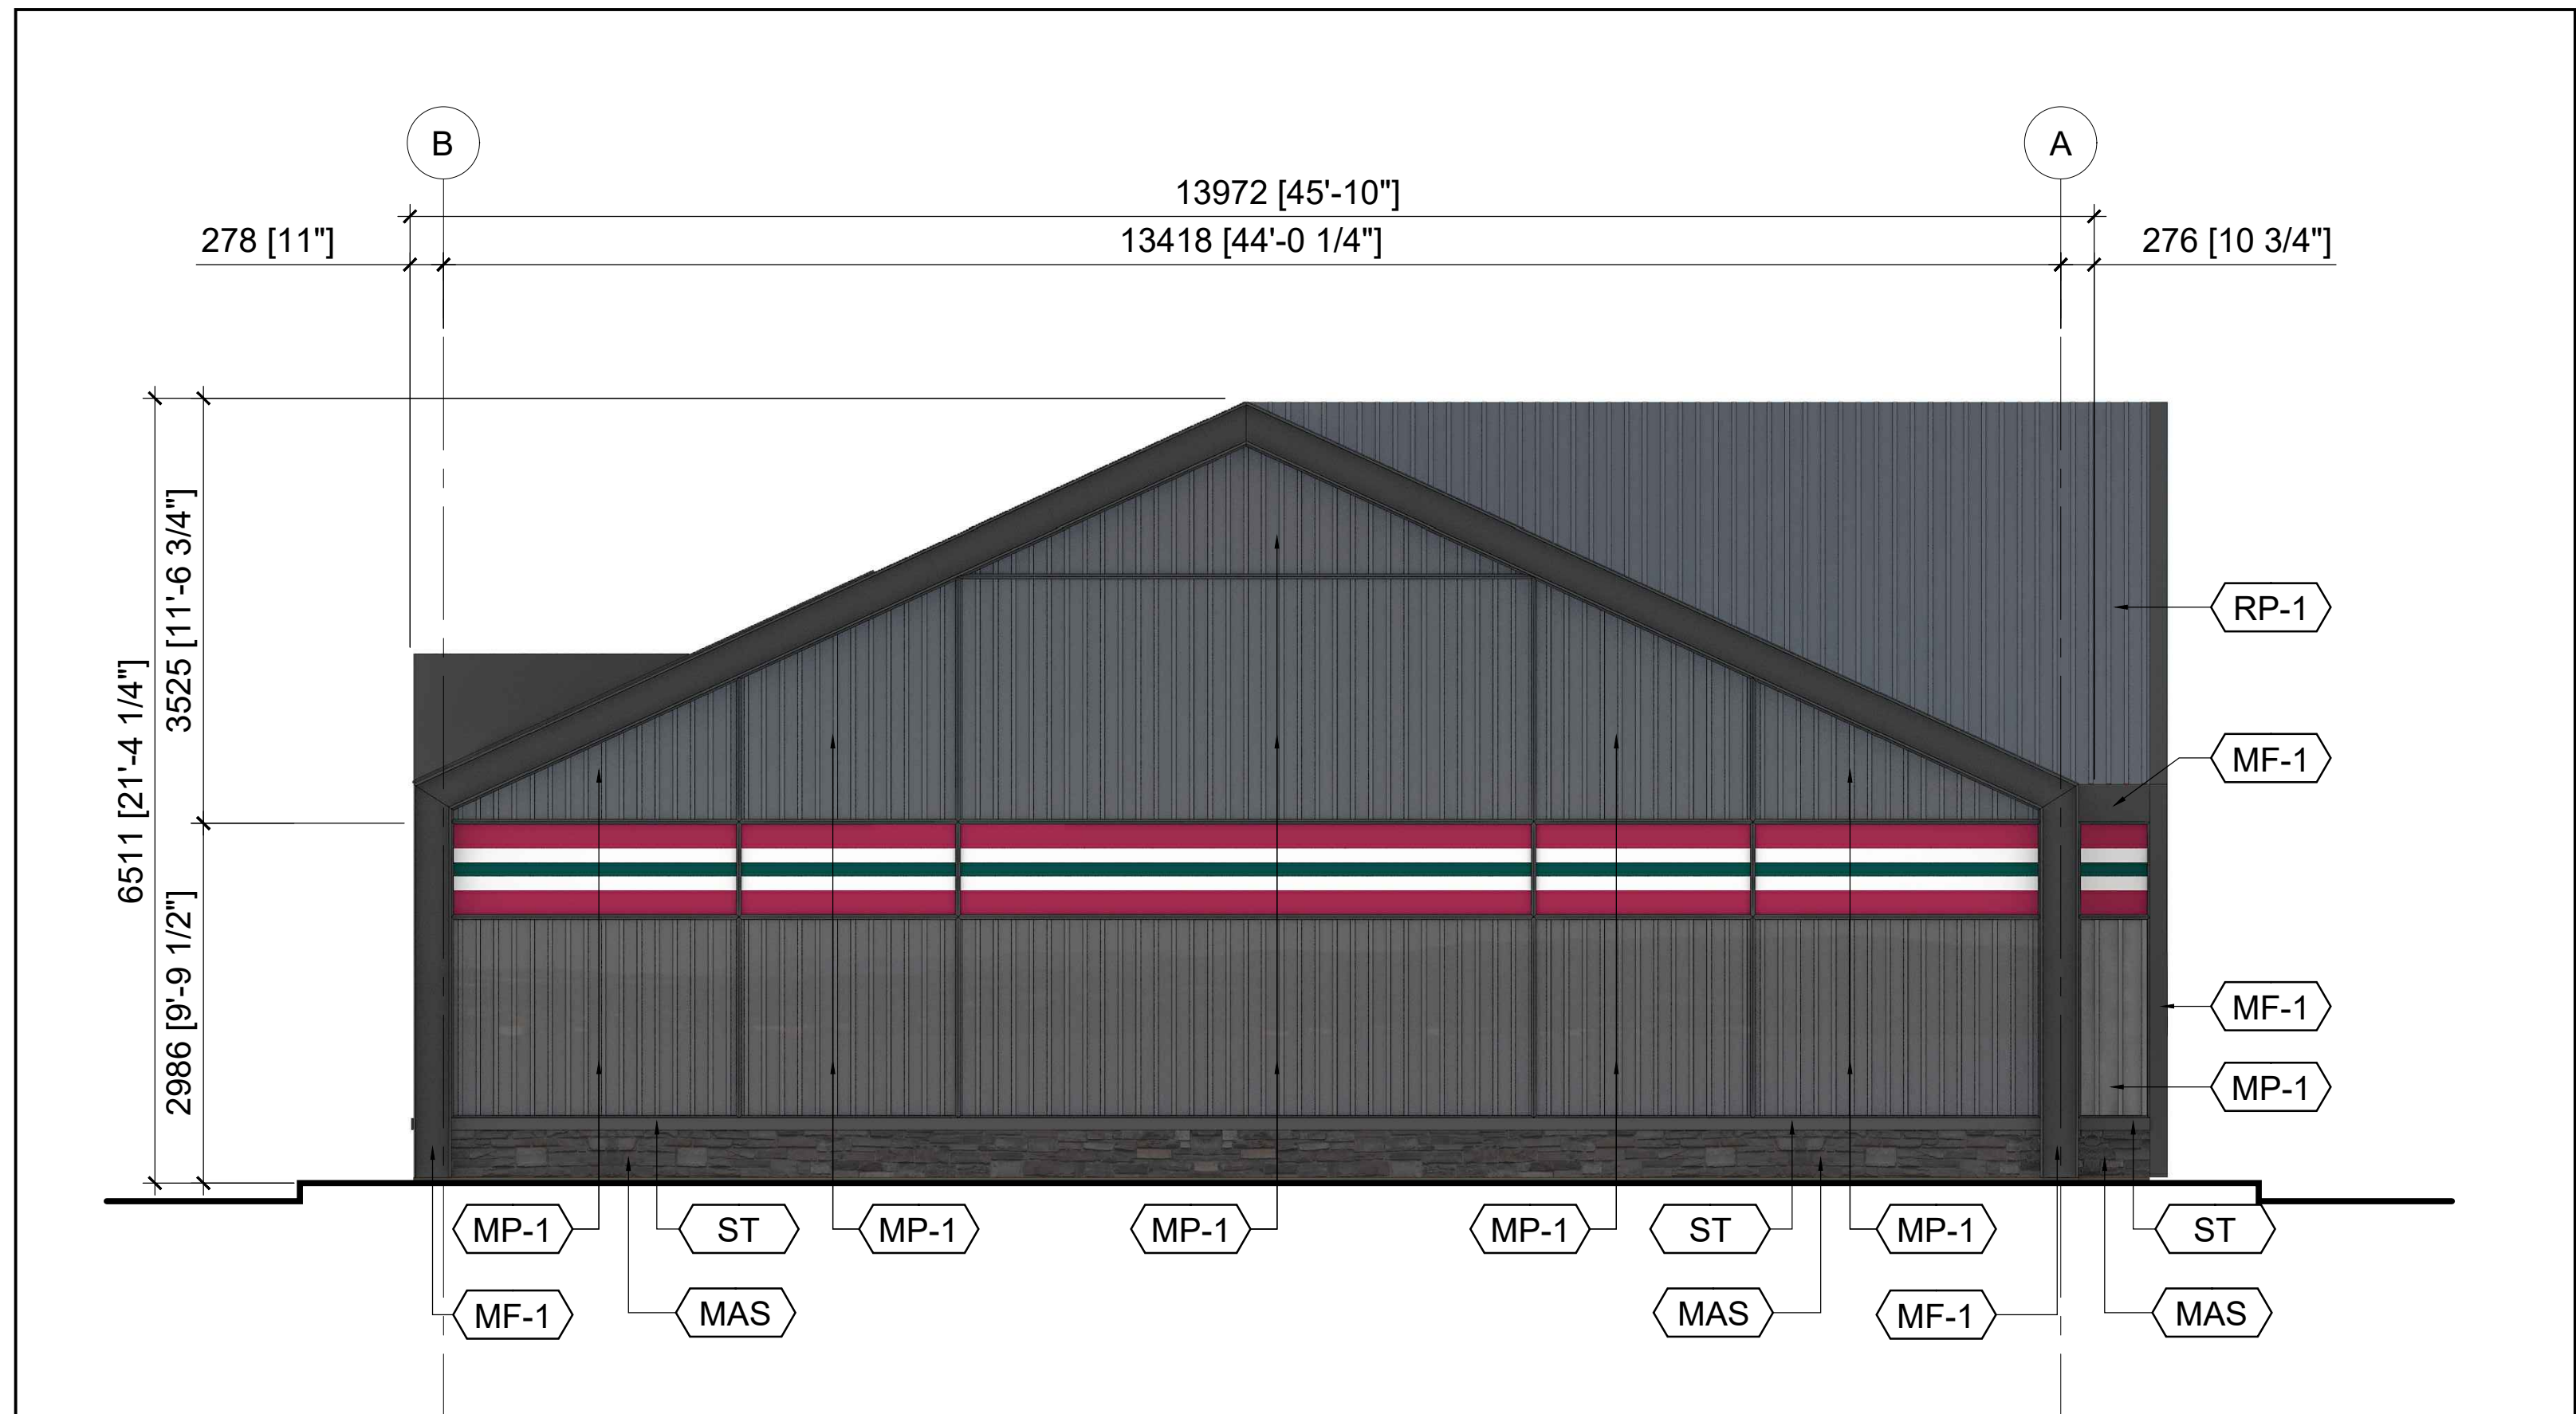 B
A
13972 [45'-10"]
278 [11"]
13418 [44'-0 1/4"]
276 [10 3/4"]
6511 [21'-4 1/4"]
3525 [11'-6 3/4"]
2986 [9'-9 1/2"]
RP-1
MF-1
MF-1
MP-1
MP-1
ST
MP-1
MP-1
MP-1
ST
MP-1
ST
MF-1
MAS
MAS
MF-1
MAS